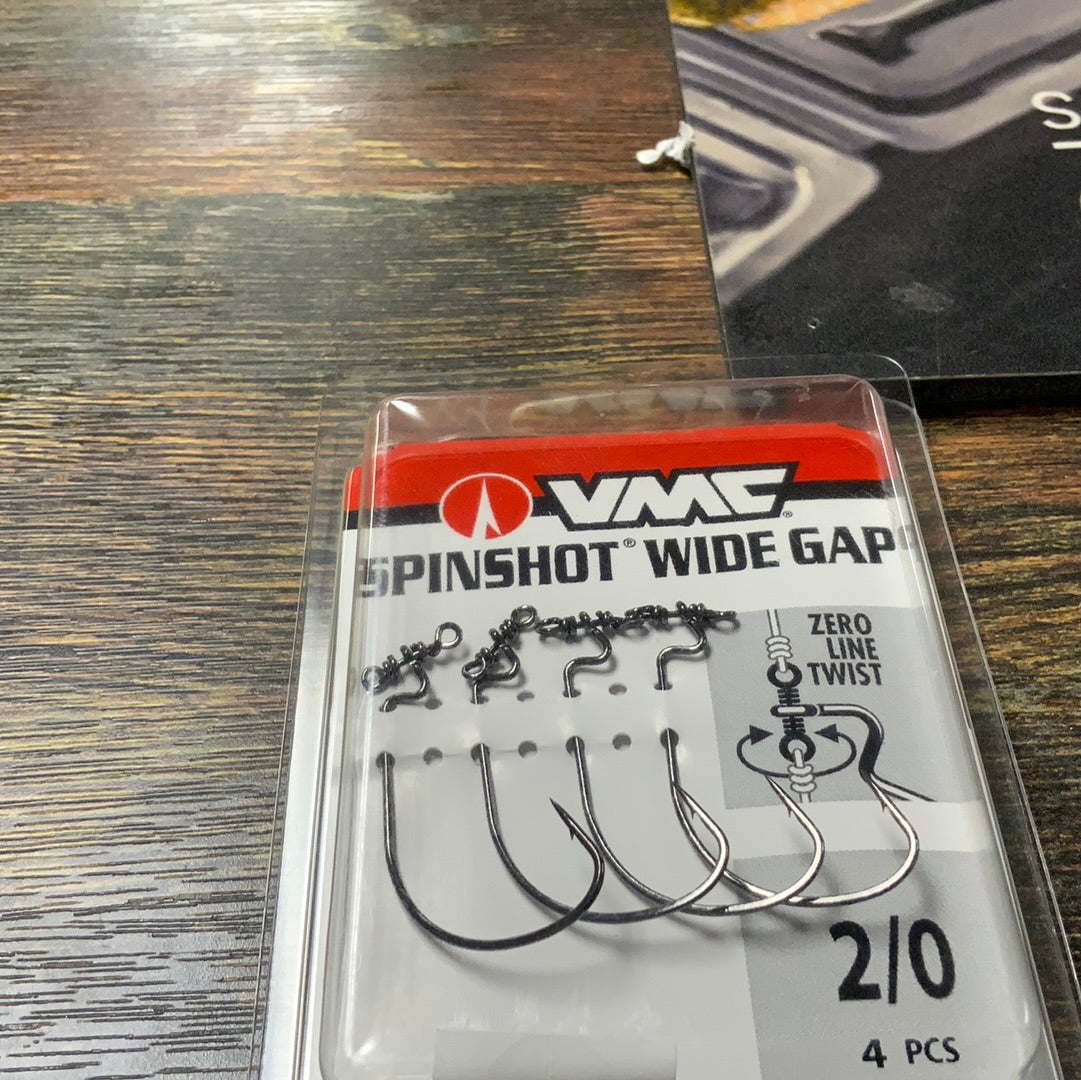 VMC®
SPINSHOT® WIDE GAP
ZERO
LINE
TWIST
2/0
4 PCS